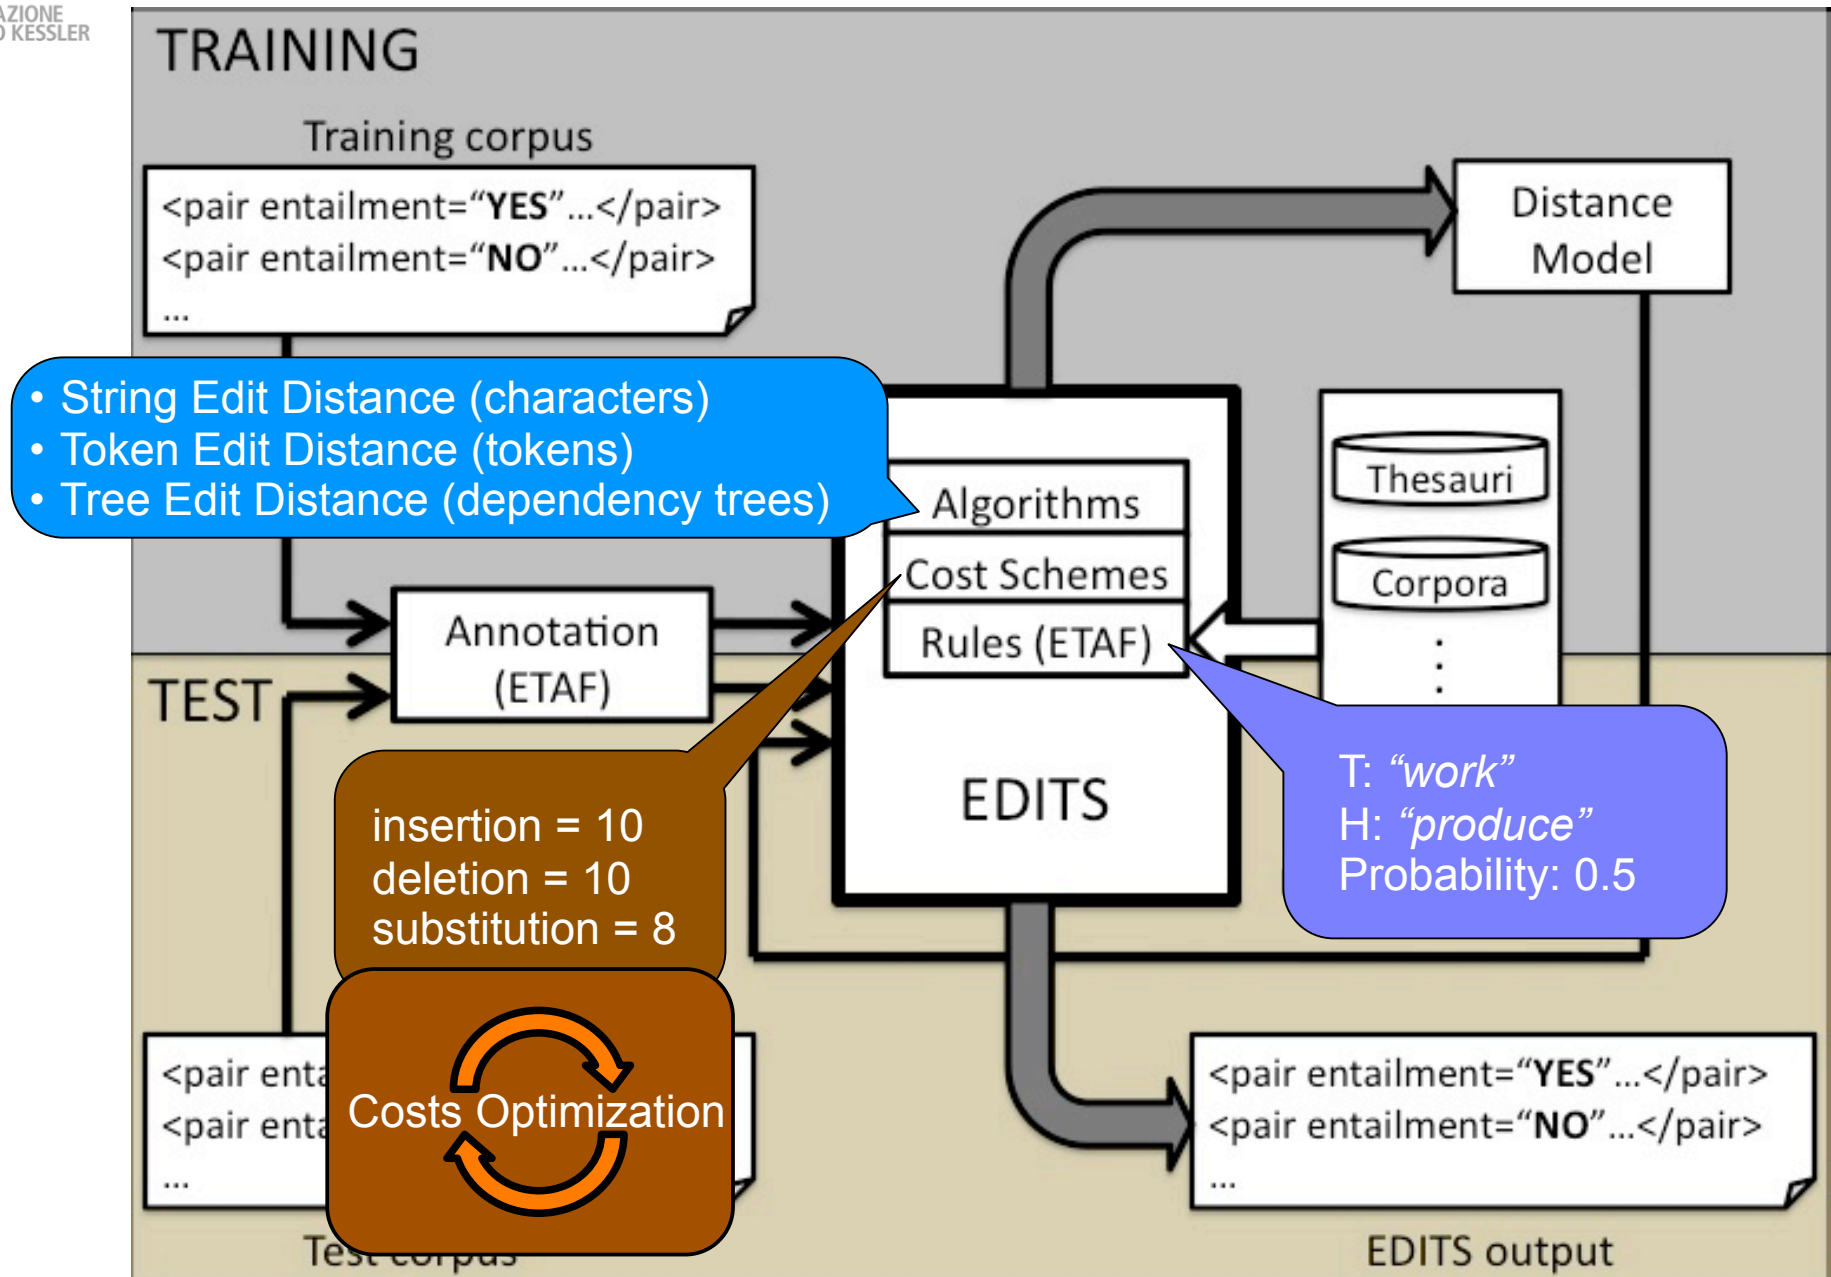 AZIONE
O KESSLER
TRAINING
Training corpus
<pair entailment="YES"...</pair>
<pair entailment="NO"...</pair>
...
Distance
Model
• String Edit Distance (characters)
• Token Edit Distance (tokens)
• Tree Edit Distance (dependency trees)
Algorithms
Cost Schemes
Rules (ETAF)
EDITS
Thesauri
Corpora
Annotation
(ETAF)
TEST
insertion = 10
deletion = 10
substitution = 8
T: “work”
H: “produce”
Probability: 0.5
Costs Optimization
<pair enta
<pair enta
...
Test corpus
<pair entailment="YES"...</pair>
<pair entailment="NO"...</pair>
...
EDITS output